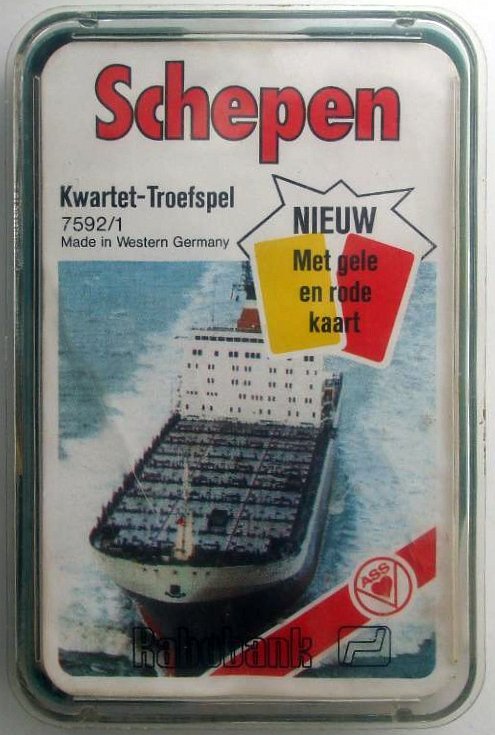 Schepen
Kwartet-Troefspel
7592/1
Made in Western Germany
NIEUW
Met gele
en rode
kaart
ASS
Rabobank